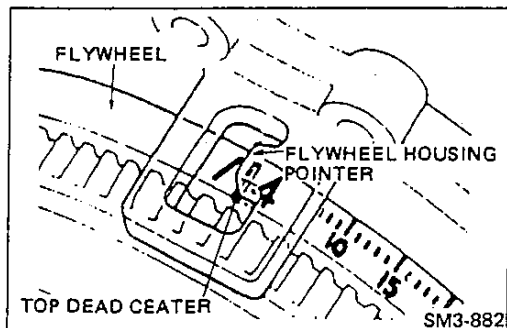 FLYWHEEL
FLYWHEEL HOUSING
POINTER
10
15
TOP DEAD CEATER
SM3-882